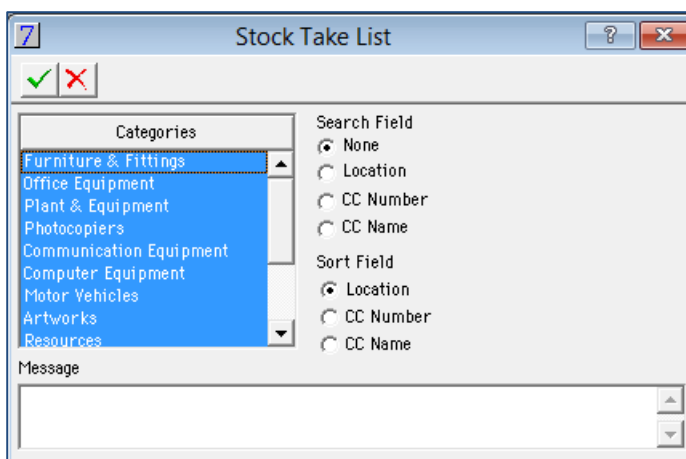 7 Stock Take List ?
Categories
Furniture & Fittings
Office Equipment
Plant & Equipment
Photocopiers
Communication Equipment
Computer Equipment
Motor Vehicles
Artworks
Resources
Search Field
None
Location
CC Number
CC Name
Sort Field
Location
CC Number
CC Name
Message